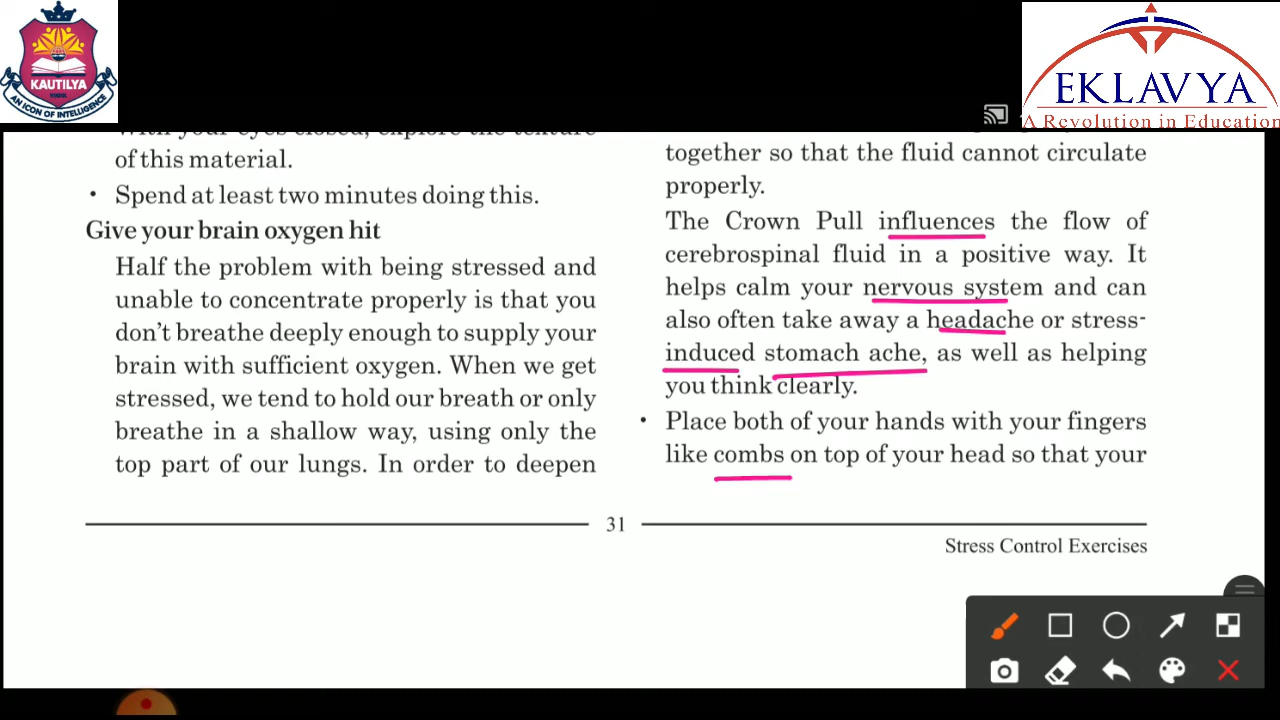 KAUTILYA
AN ICON OF INTELLIGENCE
EKLAVYA
A Revolution in Education
With your eyes closed, explore the texture
of this material.
• Spend at least two minutes doing this.
Give your brain oxygen hit
Half the problem with being stressed and
unable to concentrate properly is that you
don't breathe deeply enough to supply your
brain with sufficient oxygen. When we get
stressed, we tend to hold our breath or only
breathe in a shallow way, using only the
top part of our lungs. In order to deepen
together so that the fluid cannot circulate
properly.
The Crown Pull influences the flow of
cerebrospinal fluid in a positive way. It
helps calm your nervous system and can
also often take away a headache or stress-
induced stomach ache, as well as helping
you think clearly.
• Place both of your hands with your fingers
like combs on top of your head so that your
31
Stress Control Exercises